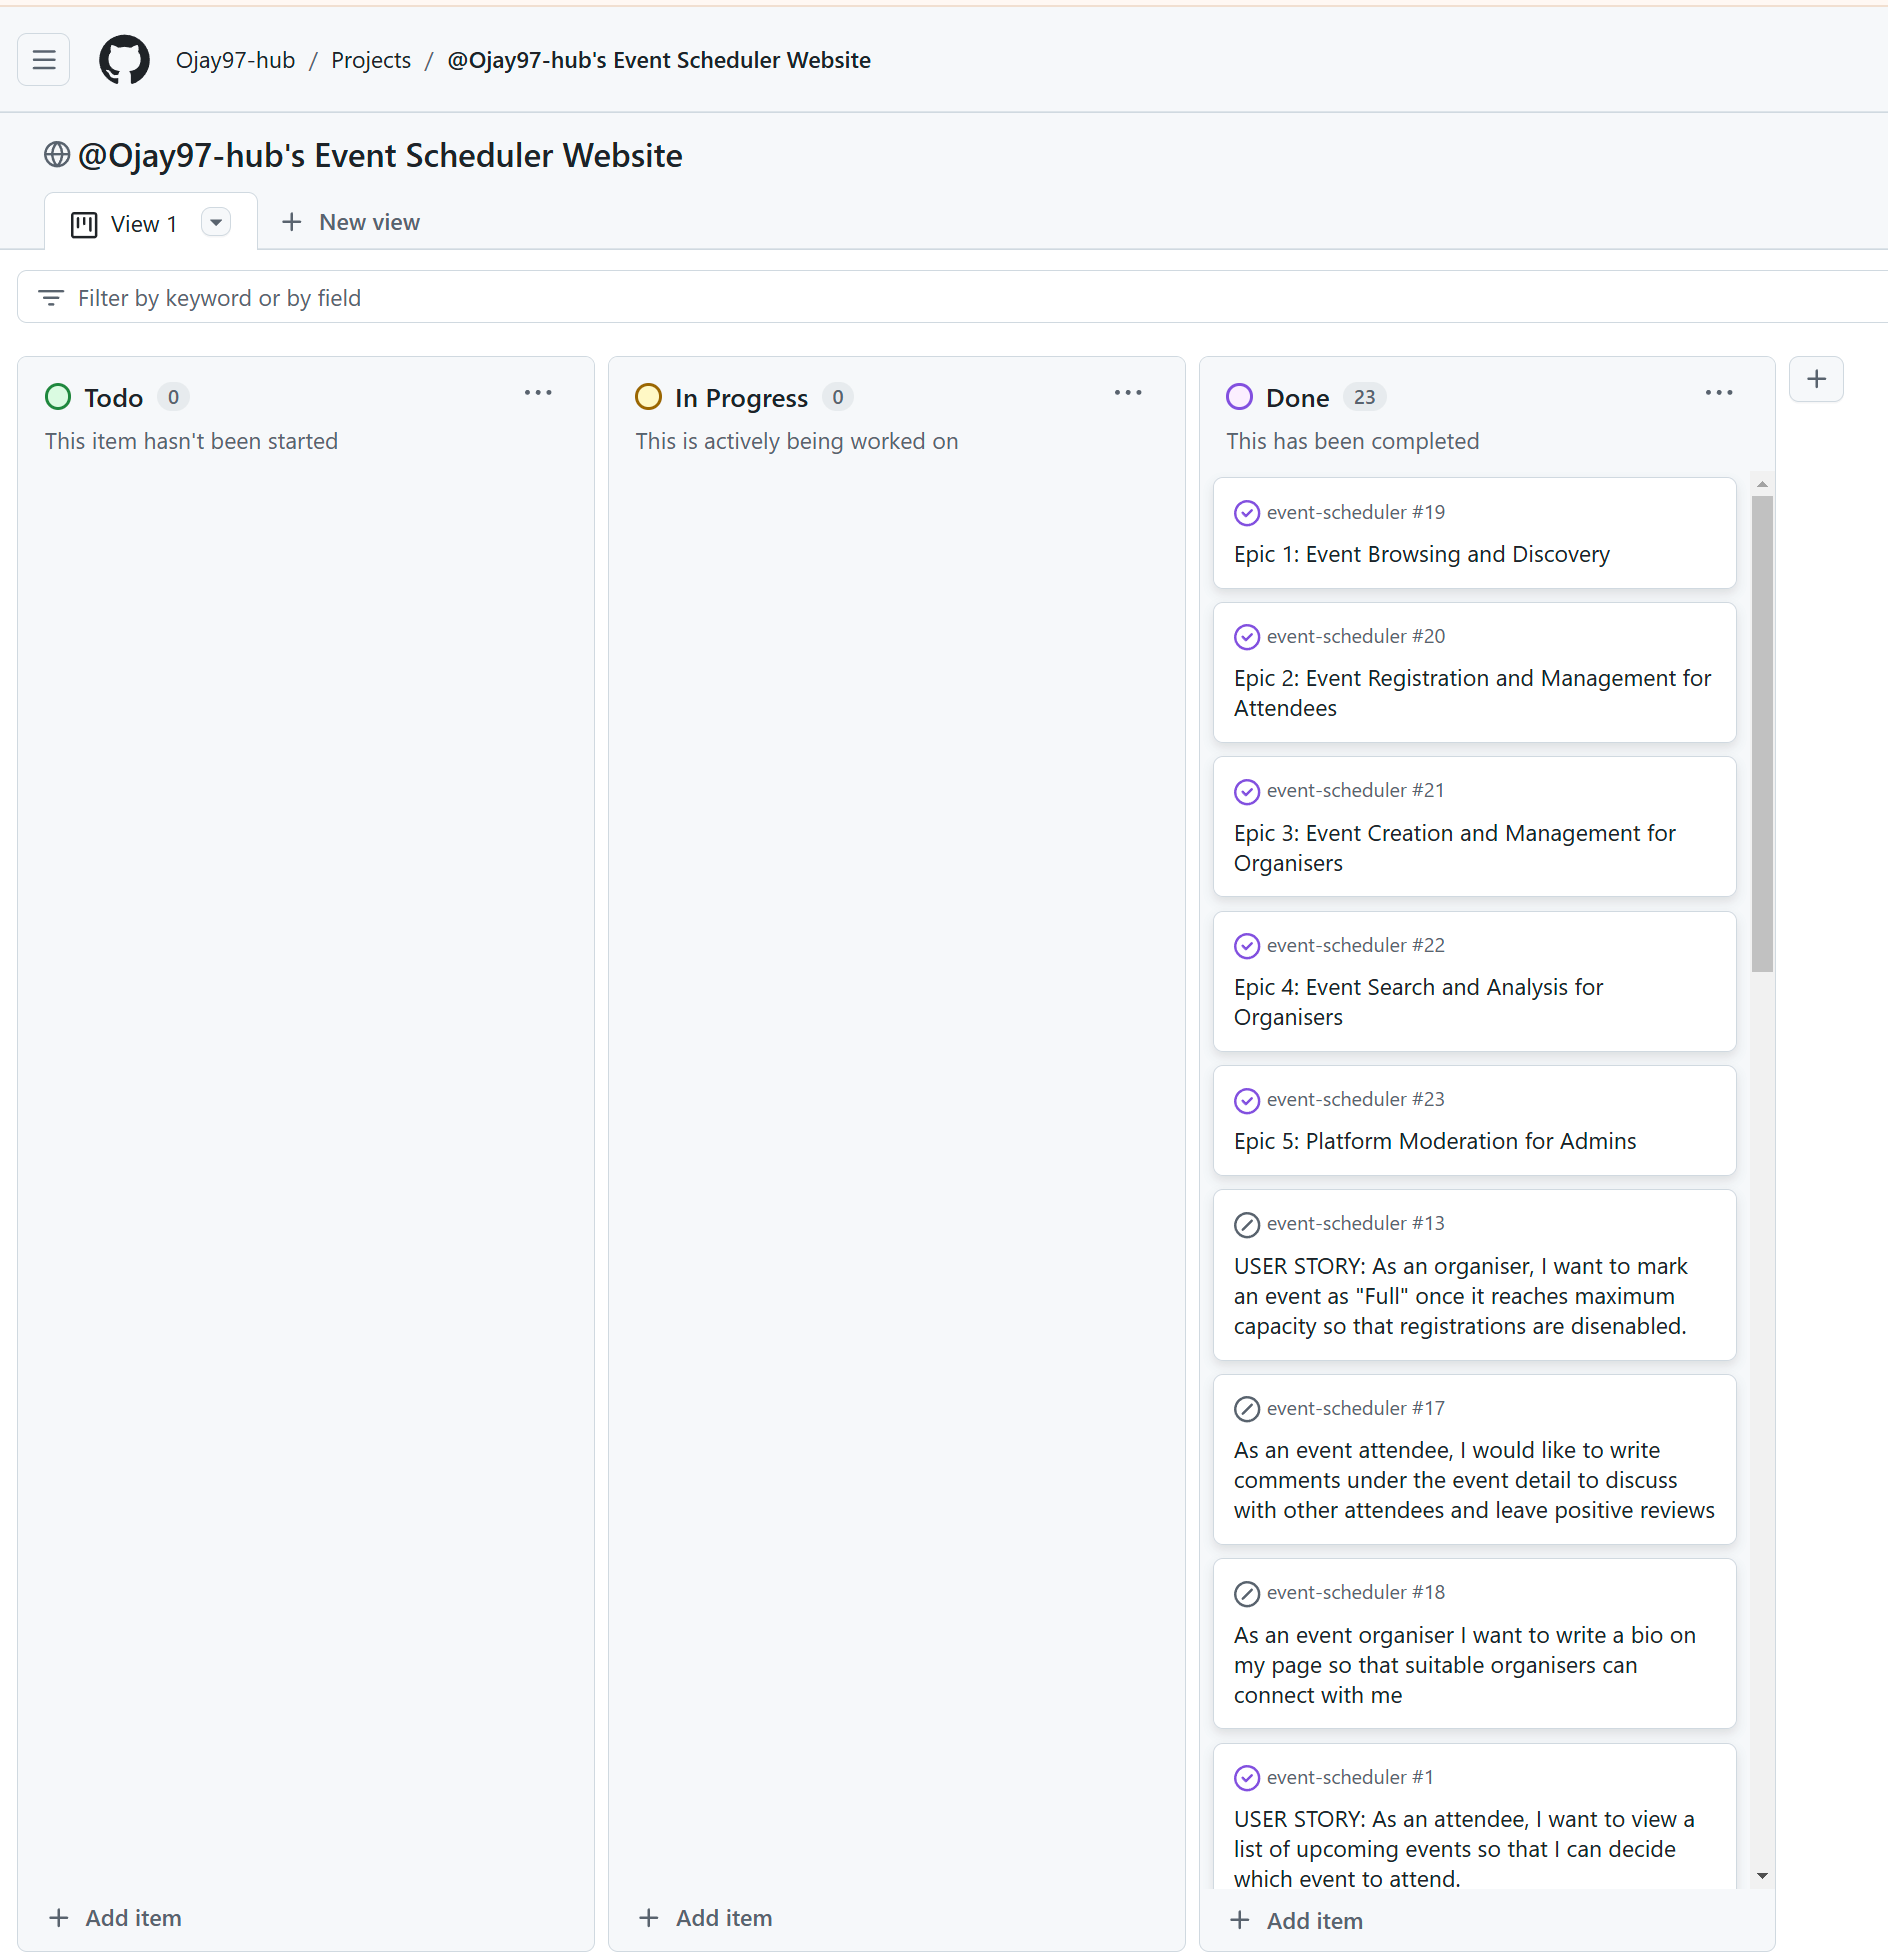 Ojay97-hub / Projects / @Ojay97-hub's Event Scheduler Website
@Ojay97-hub's Event Scheduler Website
View 1
New view
Filter by keyword or by field
Todo 0
This item hasn't been started
Add item
In Progress 0
This is actively being worked on
Add item
Done 23
This has been completed
event-scheduler #19
Epic 1: Event Browsing and Discovery
event-scheduler #20
Epic 2: Event Registration and Management for
Attendees
event-scheduler #21
Epic 3: Event Creation and Management for
Organisers
event-scheduler #22
Epic 4: Event Search and Analysis for
Organisers
event-scheduler #23
Epic 5: Platform Moderation for Admins
event-scheduler #13
USER STORY: As an organiser, I want to mark
an event as "Full" once it reaches maximum
capacity so that registrations are disenabled.
event-scheduler #17
As an event attendee, I would like to write
comments under the event detail to discuss
with other attendees and leave positive reviews
event-scheduler #18
As an event organiser I want to write a bio on
my page so that suitable organisers can
connect with me
event-scheduler #1
USER STORY: As an attendee, I want to view a
list of upcoming events so that I can decide
which event to attend.
Add item